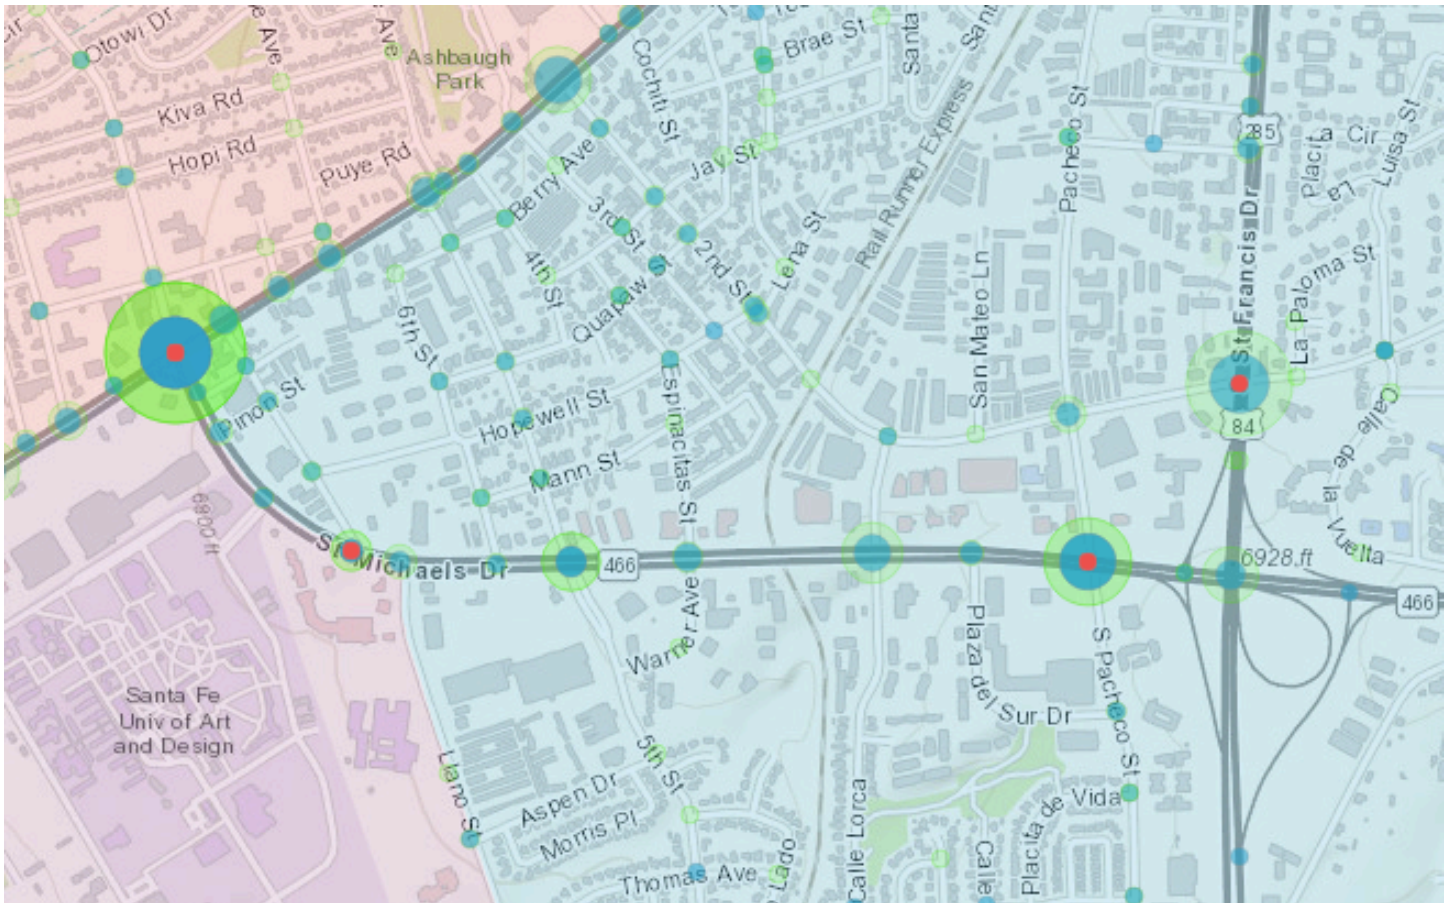 Otowi Dr
Ashbaugh
Park
Kiva Rd
Hopi Rd
Puye Rd
Ave
Ave
Cochiti St
Brae St
Santa
Jay St
Berry Ave
3rd St
2nd St
4th St
Quapaw
Lena St
Rail Runner Express
Pacheco St
San Mateo Ln
285
St Francis Dr
Placita
La Cir
Luisa St
La Paloma St
84
Calle de la Vuelta
6th St
Pinon St
Hopewell St
Mann St
Espinacitas St
6800 ft
St Michaels Dr
466
6928 ft
466
Warner Ave
Plaza del Sur Dr
S Pacheco St
Santa Fe
Univ of Art
and Design
Llano St
5th St
Aspen Dr
Morris Pl
Thomas Ave
Lado
Calle Lorca
Calle
Placita de Vida